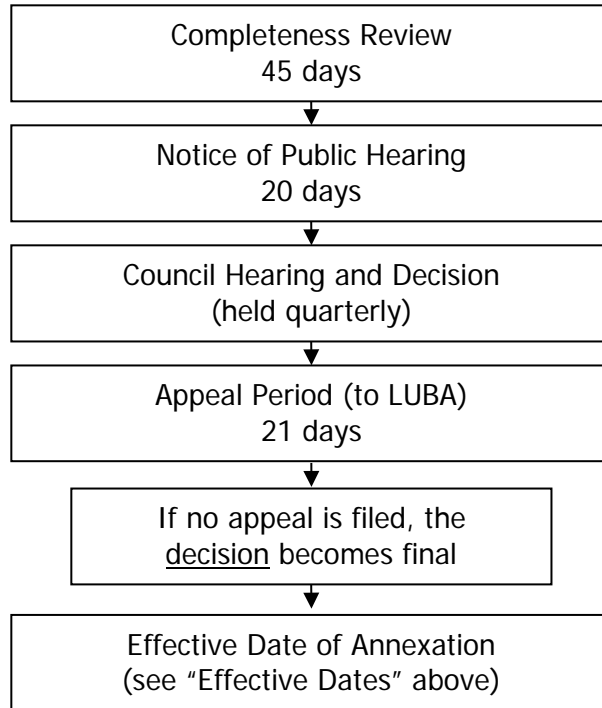 Completeness Review
45 days
Notice of Public Hearing
20 days
Council Hearing and Decision
(held quarterly)
Appeal Period (to LUBA)
21 days
If no appeal is filed, the
decision becomes final
Effective Date of Annexation
(see “Effective Dates” above)